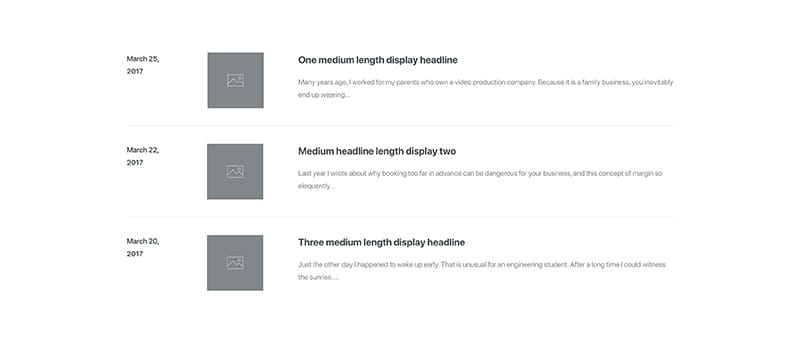 March 25,
2017
One medium length display headline
Many years ago, I worked for my parents who own a video production company. Because it is a family business, you inevitably
end up wearing...
March 22,
2017
Medium headline length display two
Last year I wrote about why booking too far in advance can be dangerous for your business, and this concept of margin so
eloquently...
March 20,
2017
Three medium length display headline
Just the other day I happened to wake up early. That is unusual for an engineering student. After a long time I could witness
the sunrise....